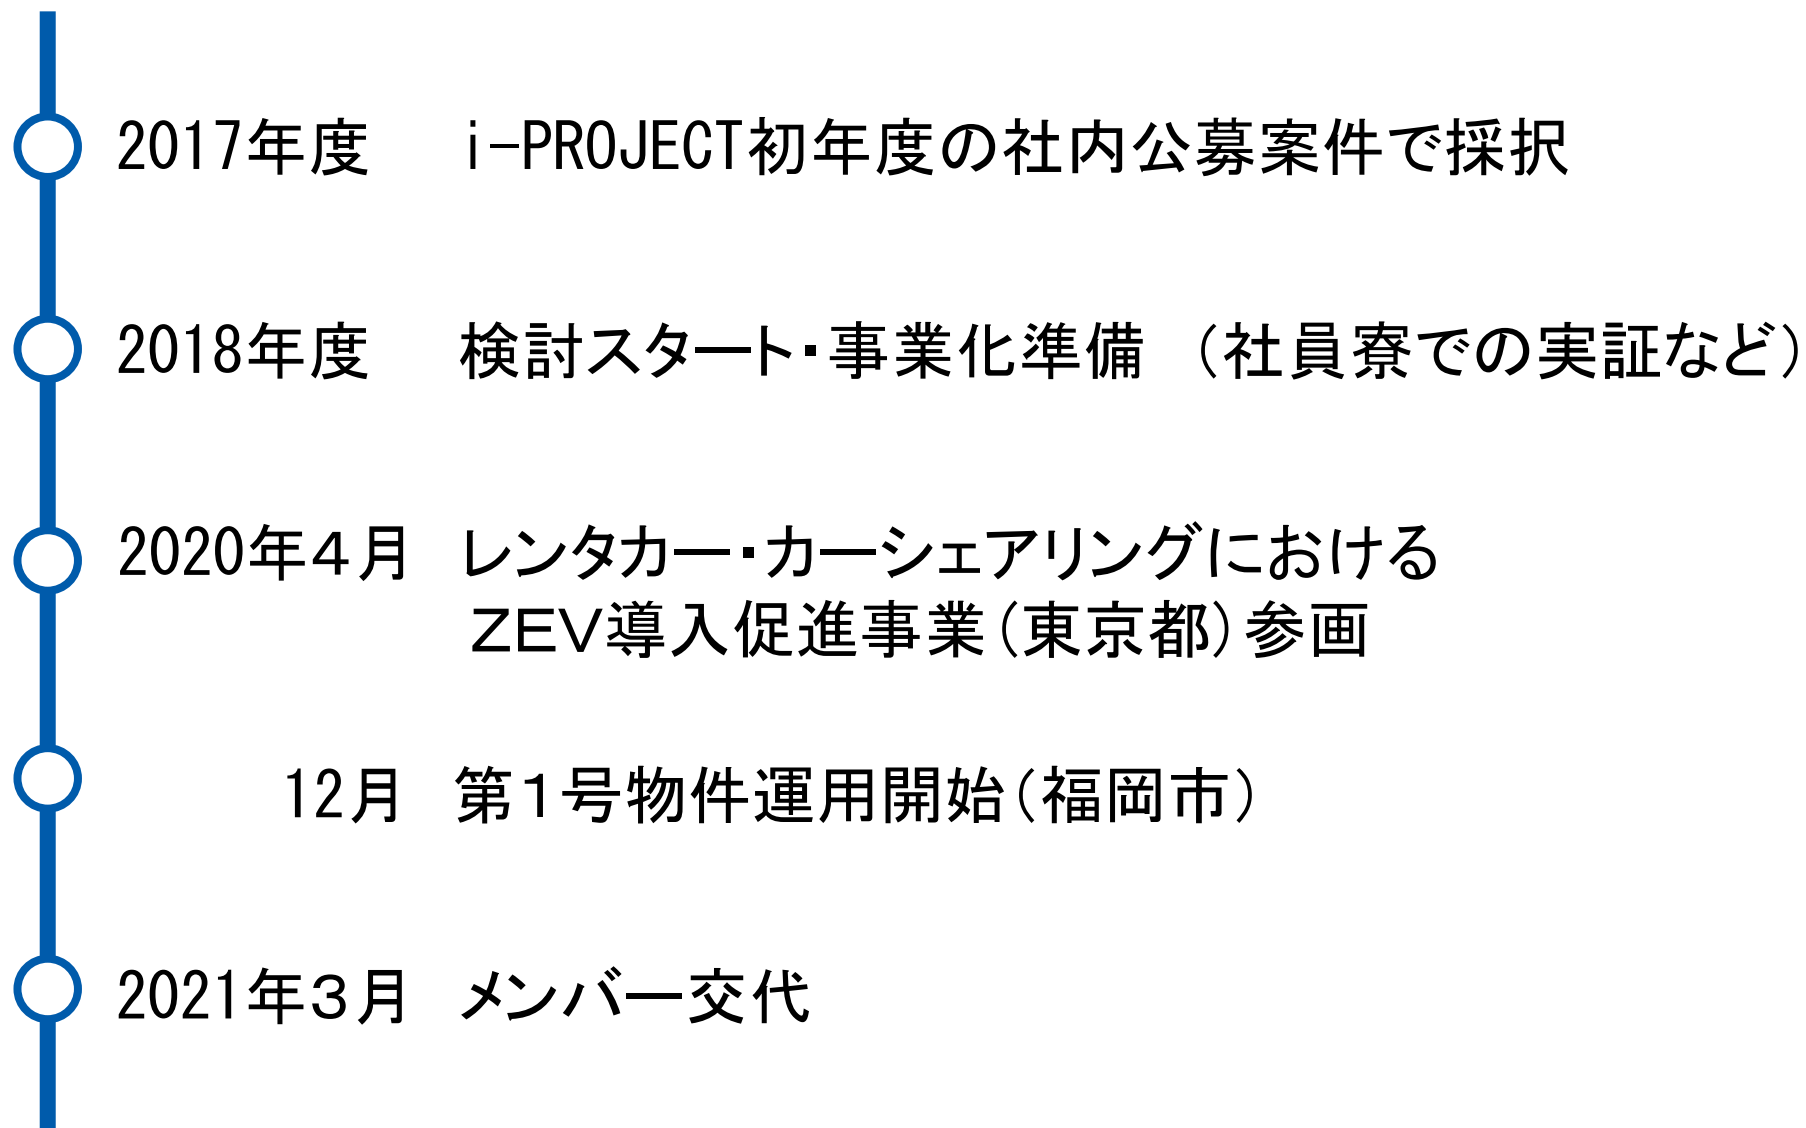 2017年度　i-PROJECT初年度の社内公募案件で採択
2018年度　検討スタート・事業化準備　（社員寮での実証など）
2020年４月　レンタカー・カーシェアリングにおける
ZEV導入促進事業（東京都）参画
12月　第１号物件運用開始（福岡市）
2021年３月　メンバー交代